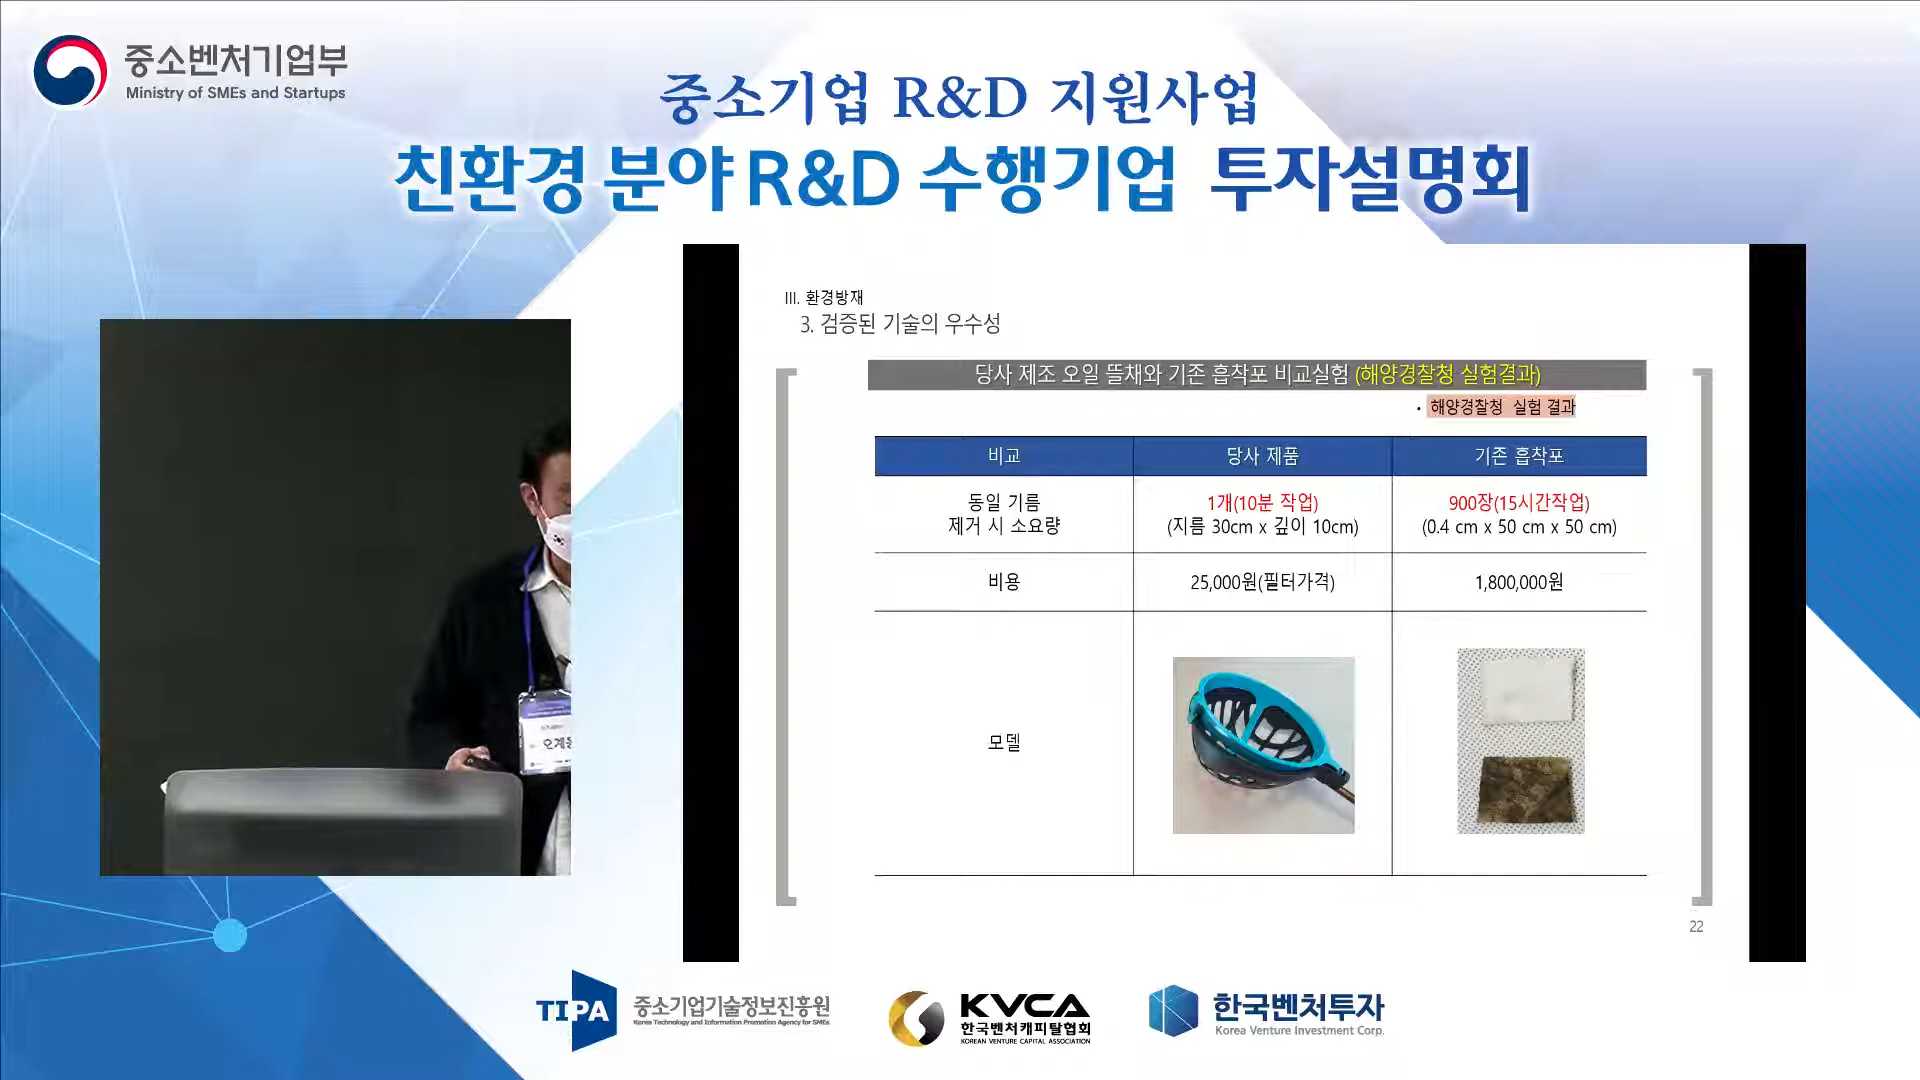 중소벤처기업부
Ministry of SMEs and Startups
중소기업 R&D 지원사업
친환경 분야 R&D 수행기업 투자설명회
III. 환경방재
3. 검증된 기술의 우수성
당사 제조 오일 뜰채와 기존 흡착포 비교실험 (해양경찰청 실험결과)
• 해양경찰청 실험 결과
비교 당사 제품 기존 흡착포
동일 기름
제거 시 소요량
1개(10분 작업)
(지름 30cm x 깊이 10cm)
900장(15시간작업)
(0.4 cm x 50 cm x 50 cm)
비용 25,000원(필터가격) 1,800,000원
모델
22
TIPA 중소기업기술정보진흥원
Korea Technology and Information Promotion Agency for SMEs
KVCA
한국벤처캐피탈협회
KOREAN VENTURE CAPITAL ASSOCIATION
한국벤처투자
Korea Venture Investment Corp.